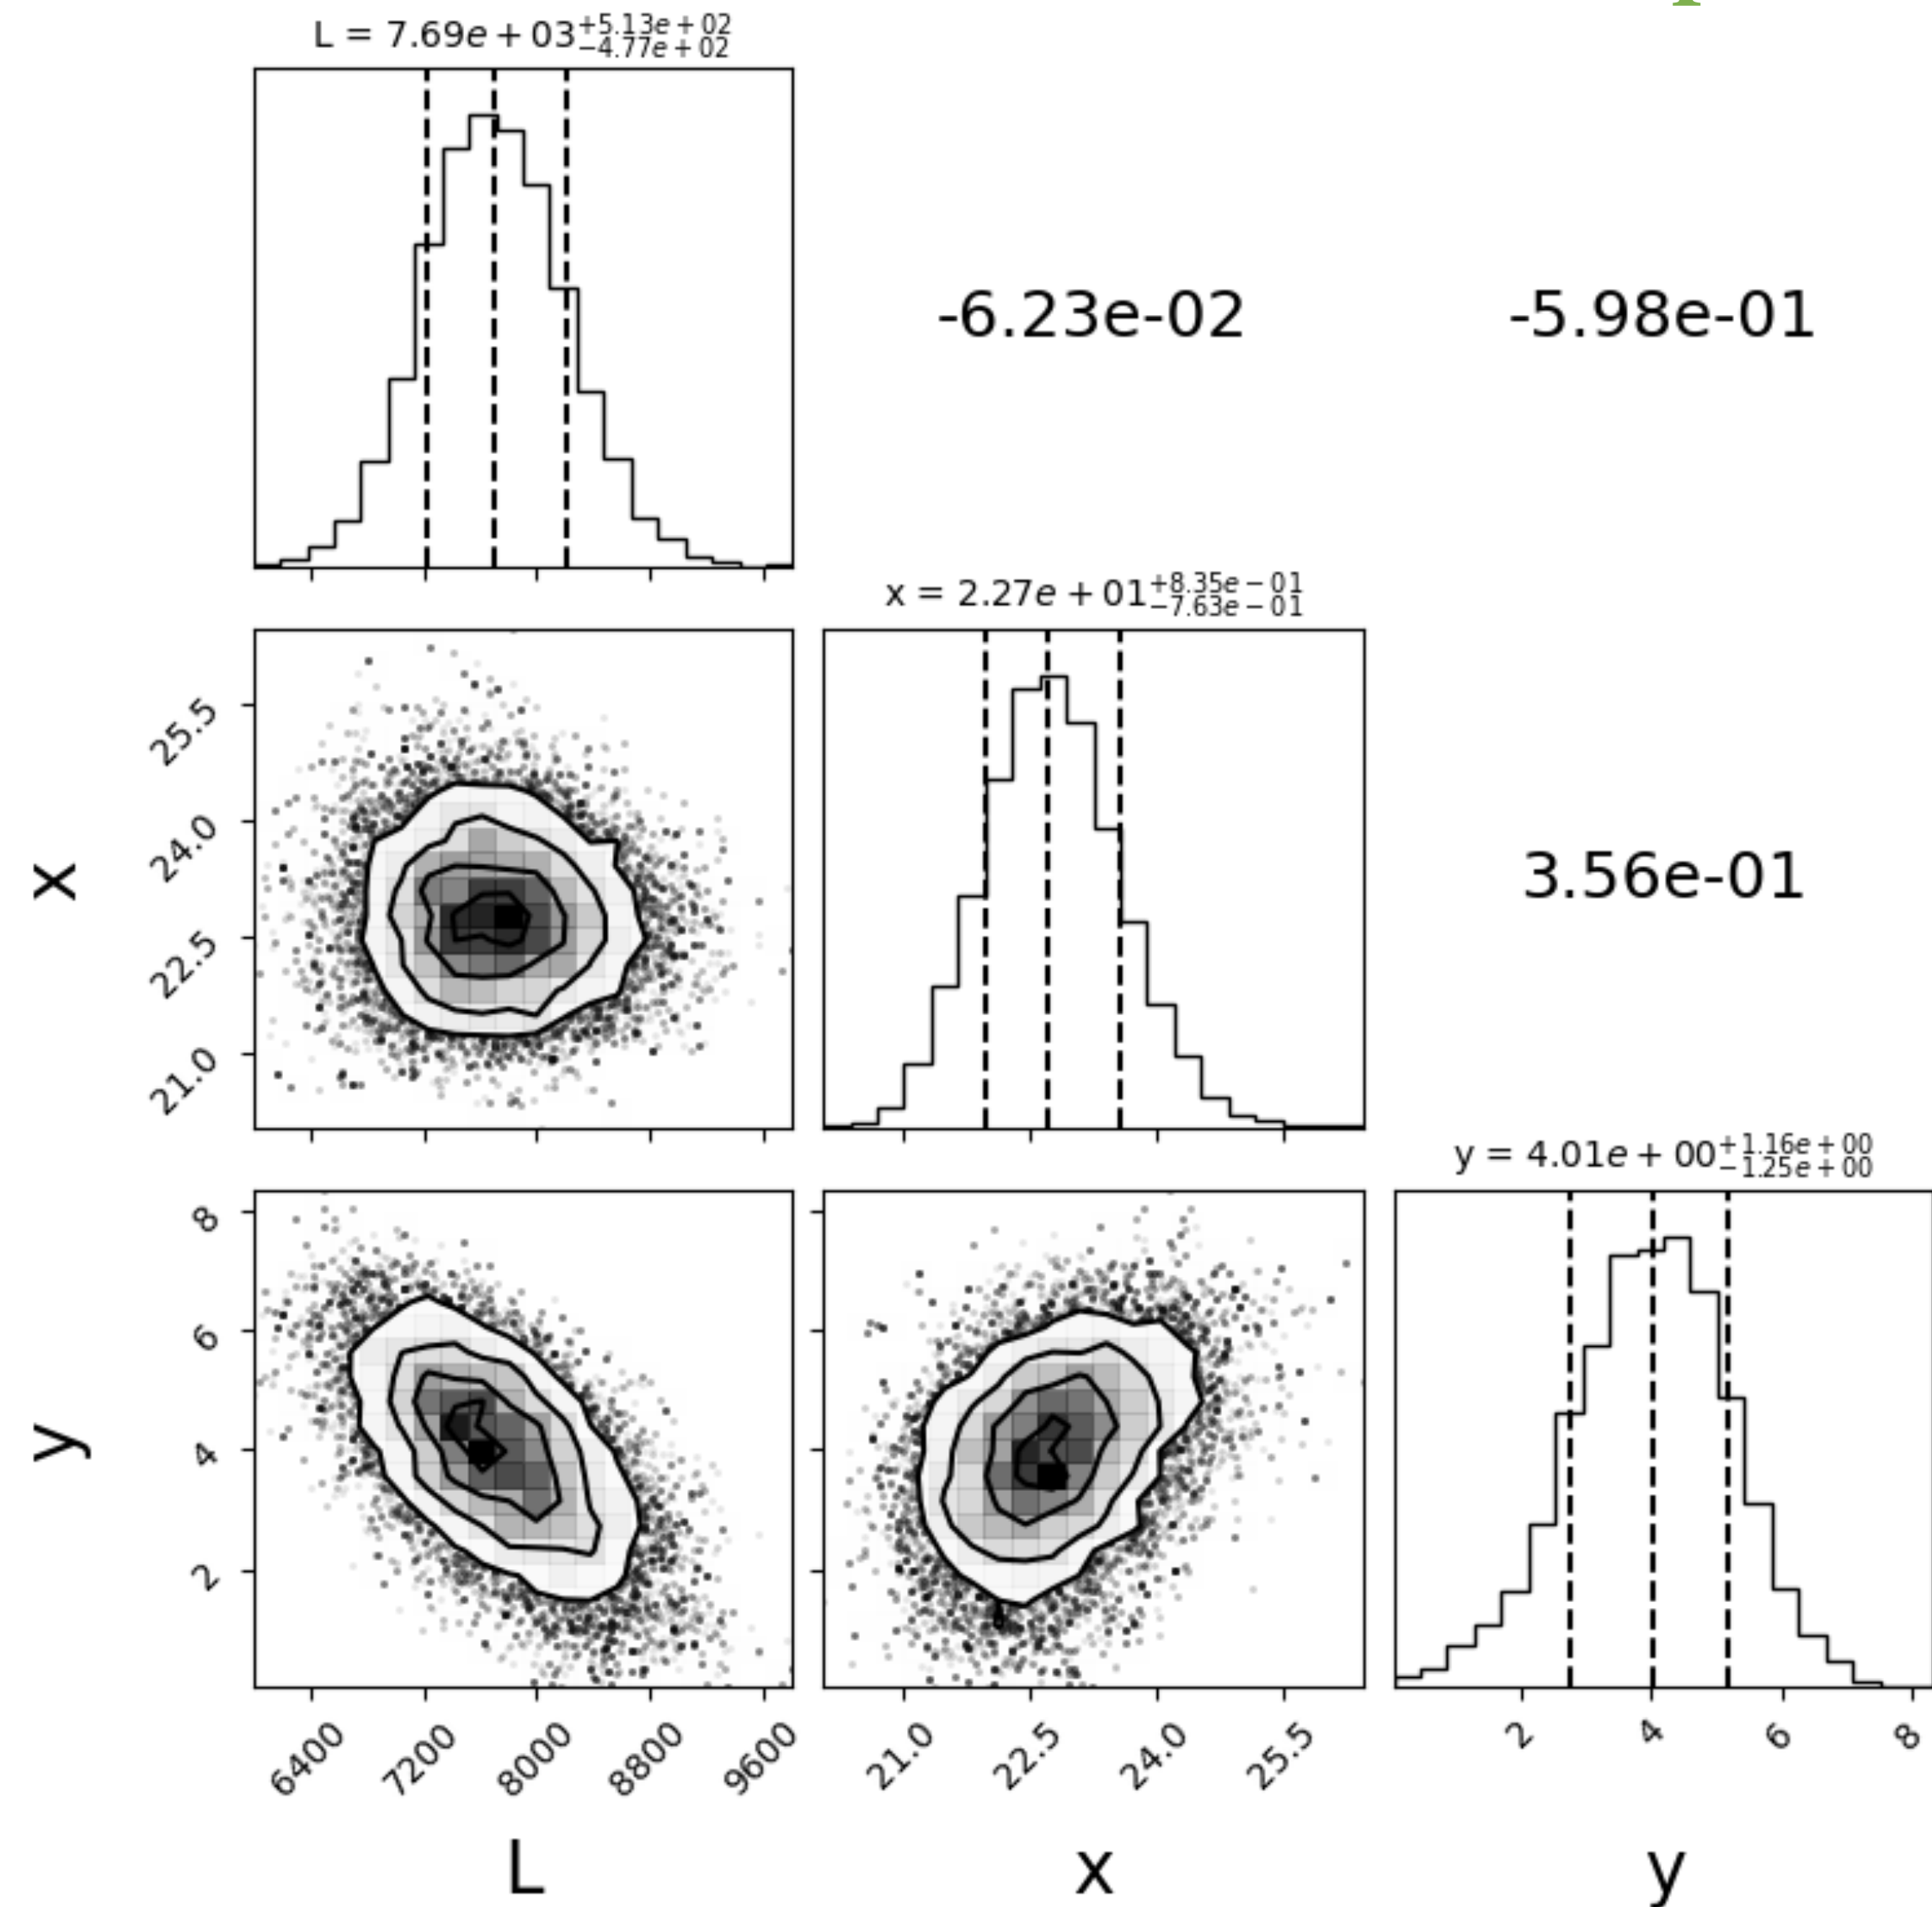 L = 7.69e + 03 +5.13e + 02 −4.77e + 02
-6.23e-02
-5.98e-01
x = 2.27e + 01 +8.35e − 01 −7.63e − 01
25.5
24.0
22.5
21.0
x
3.56e-01
y = 4.01e + 00 +1.16e + 00 −1.25e + 00
8
6
4
2
y
6400 7200 8000 8800 9600
21.0 22.5 24.0 25.5
2 4 6 8
L
x
y